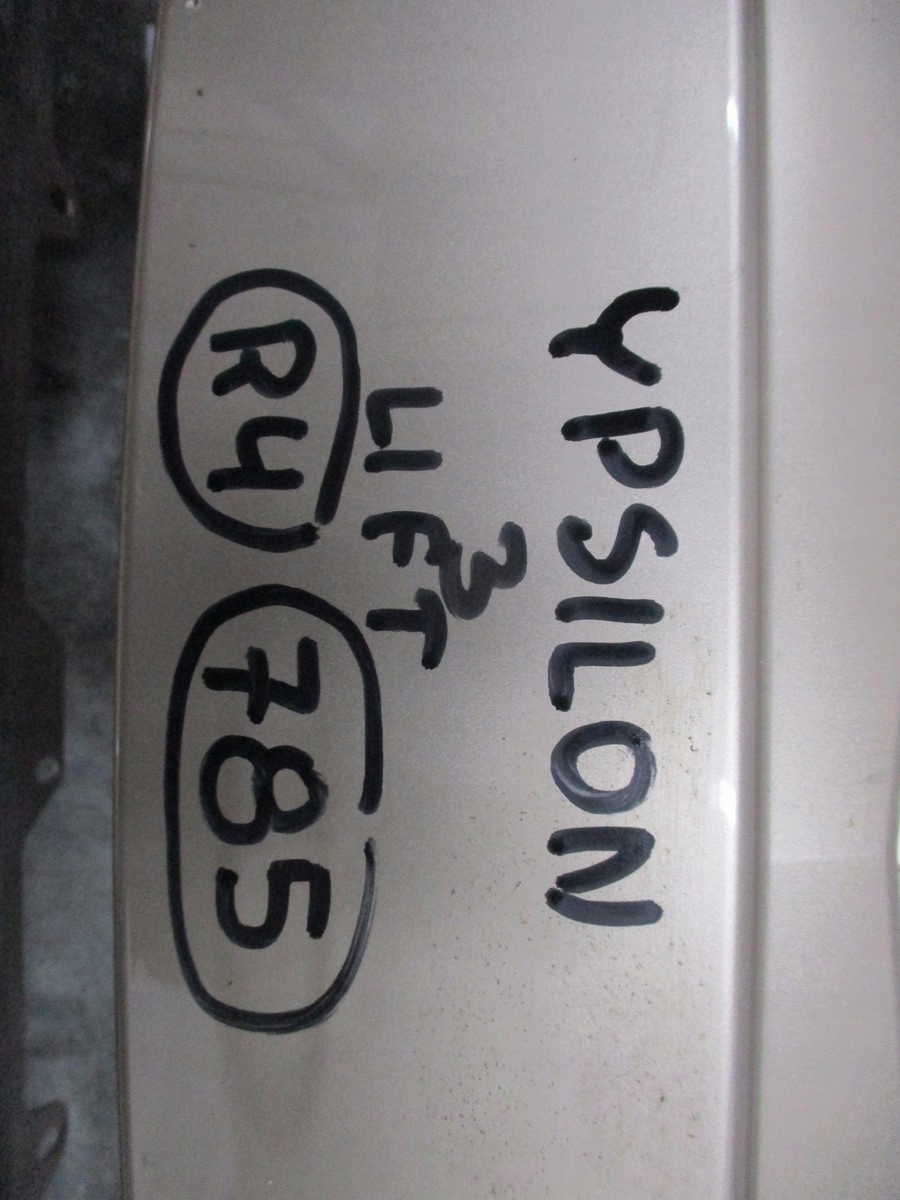 YPSILON
3
LIFT
R4 785